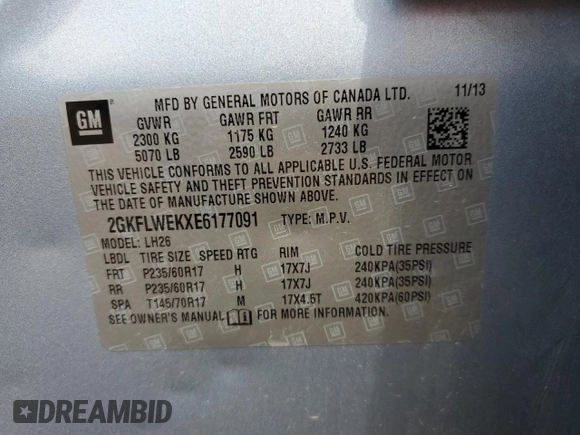 GM
MFD BY GENERAL MOTORS OF CANADA LTD. 11/13
GVWR GAWR FRT GAWR RR
2300 KG 1175 KG 1240 KG
5070 LB 2590 LB 2733 LB
THIS VEHICLE CONFORMS TO ALL APPLICABLE U.S. FEDERAL MOTOR
VEHICLE SAFETY AND THEFT PREVENTION STANDARDS IN EFFECT ON
THE DATE OF MANUFACTURE SHOWN ABOVE.
2GKFLWEKXE6177091 TYPE: M.P.V.
MODEL: LH26
LBDL TIRE SIZE SPEED RTG RIM COLD TIRE PRESSURE
FRT P235/60R17 H 17X7J 240KPA(35PSI)
RR P235/60R17 H 17X7J 240KPA(35PSI)
SPA T145/70R17 M 17X4.5T 420KPA(60PSI)
SEE OWNER'S MANUAL FOR MORE INFORMATION.
DREAMBID